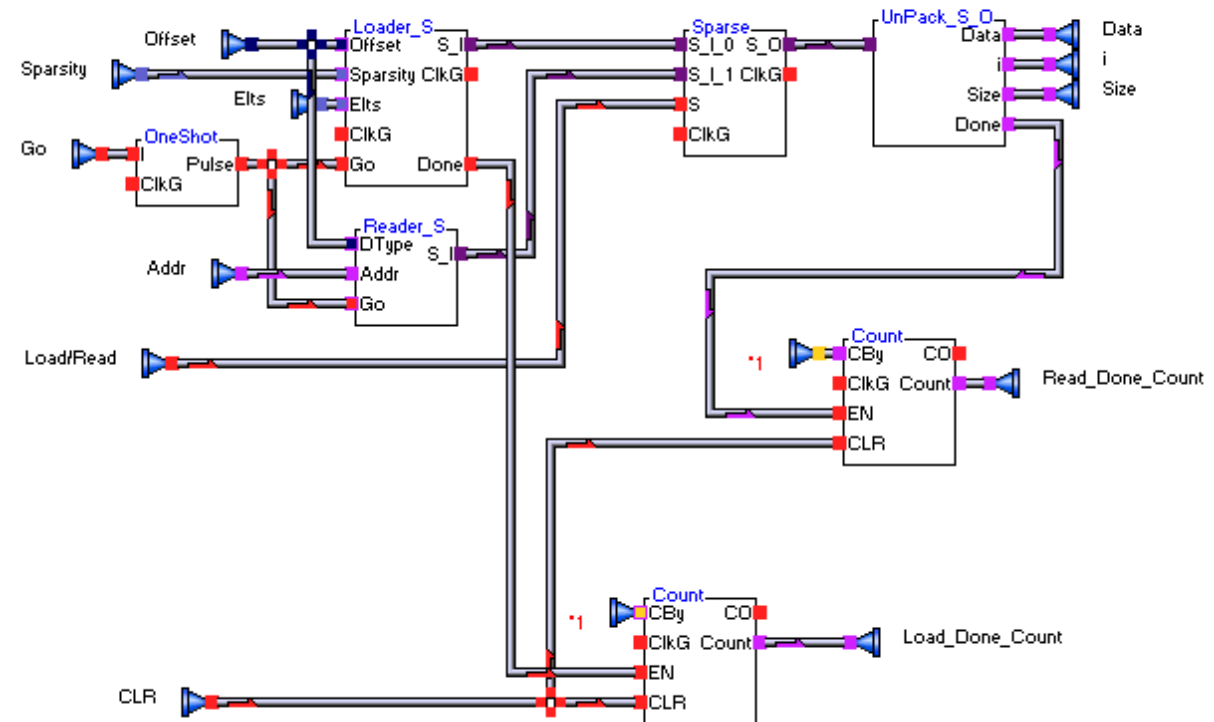 Offset
Sparsity
Elts
Go
Loader_S
Offset S_I
Sparsity ClkG
Elts
ClkG
Go Done
OneShot
I
Pulse
ClkG
Sparse
S_I_0 S_O
S_I_1 ClkG
S
ClkG
UnPack_S_O
Data
i
Size
Done
Data
i
Size
Addr
Reader_S
DType
S_I
Addr
Go
Load/Read
*1
Count
CBy CO
ClkG Count
EN
CLR
Read_Done_Count
*1
Count
CBy CO
ClkG Count
EN
CLR
Load_Done_Count
CLR